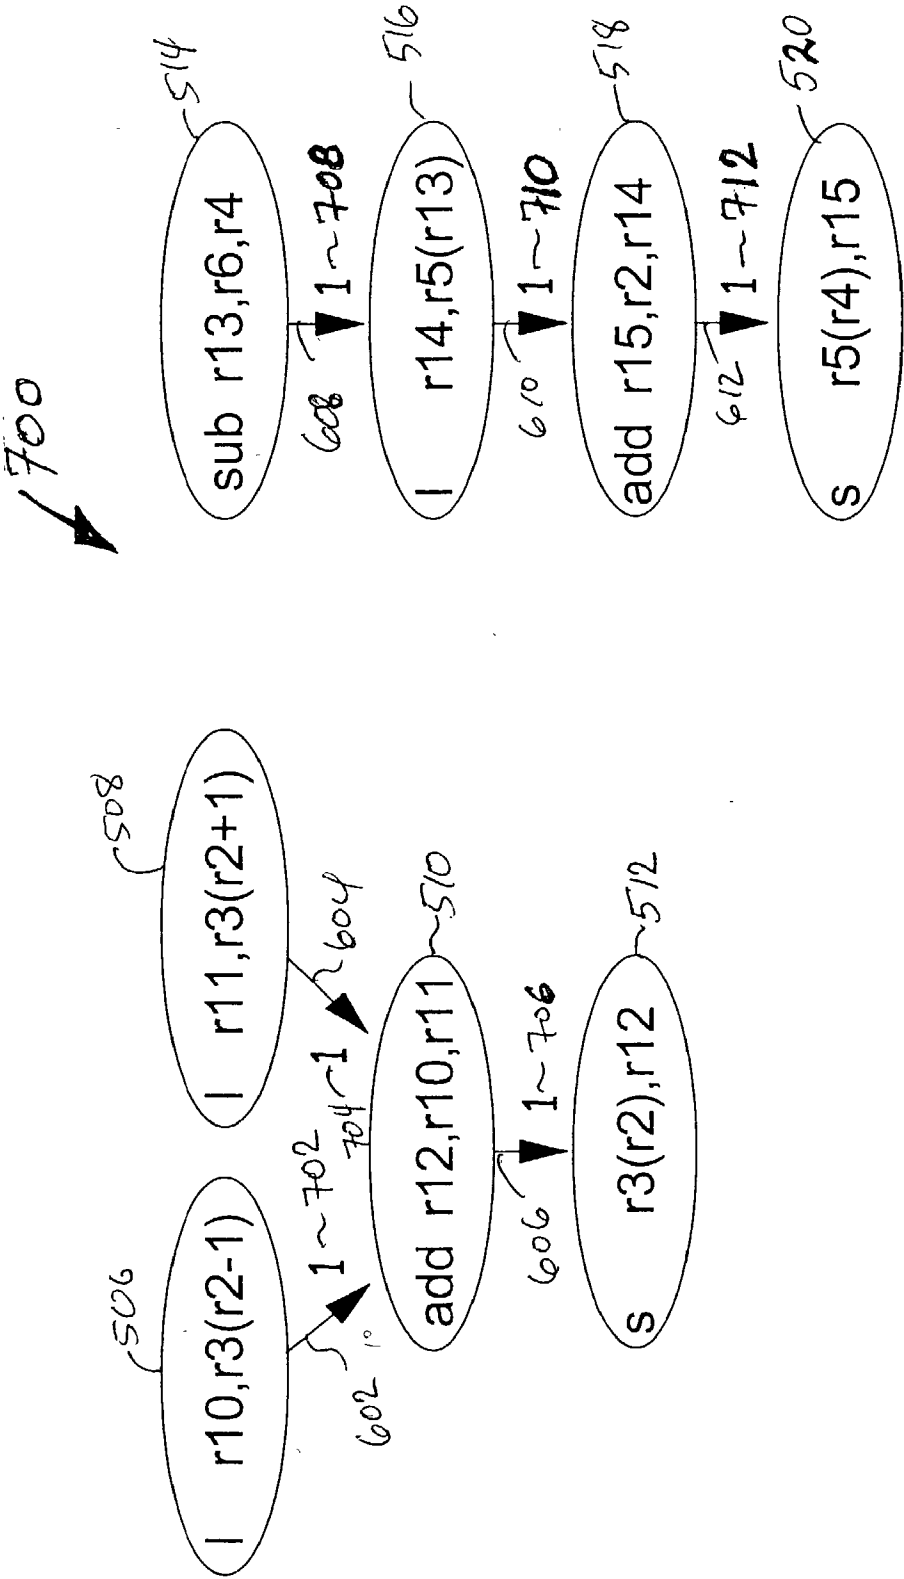 700
506
508
514
l r10,r3(r2-1)
l r11,r3(r2+1)
sub r13,r6,r4
602
1~702
704~1
604
608
1~708
516
add r12,r10,r11
~510
l r14,r5(r13)
606
1~706
610
1~710
518
s r3(r2),r12
~512
add r15,r2,r14
612
1~712
520
s r5(r4),r15